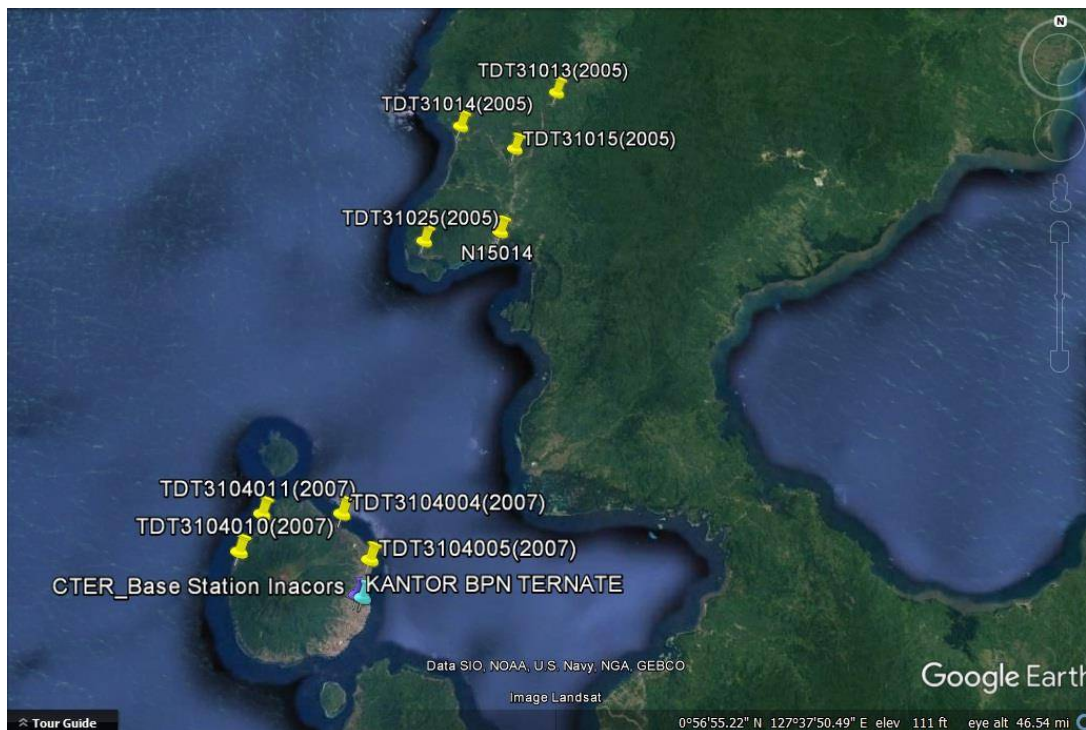 N
TDT31013(2005)
TDT31014(2005)
TDT31015(2005)
TDT31025(2005)
N15014
TDT3104011(2007)
TDT3104004(2007)
TDT3104010(2007)
TDT3104005(2007)
CTER_Base Station Inacors
KANTOR BPN TERNATE
Data SIO, NOAA, U.S. Navy, NGA, GEBCO
Image Landsat
Google Earth
Tour Guide
0°56'55.22" N 127°37'50.49" E elev 111 ft eye alt 46.54 mi